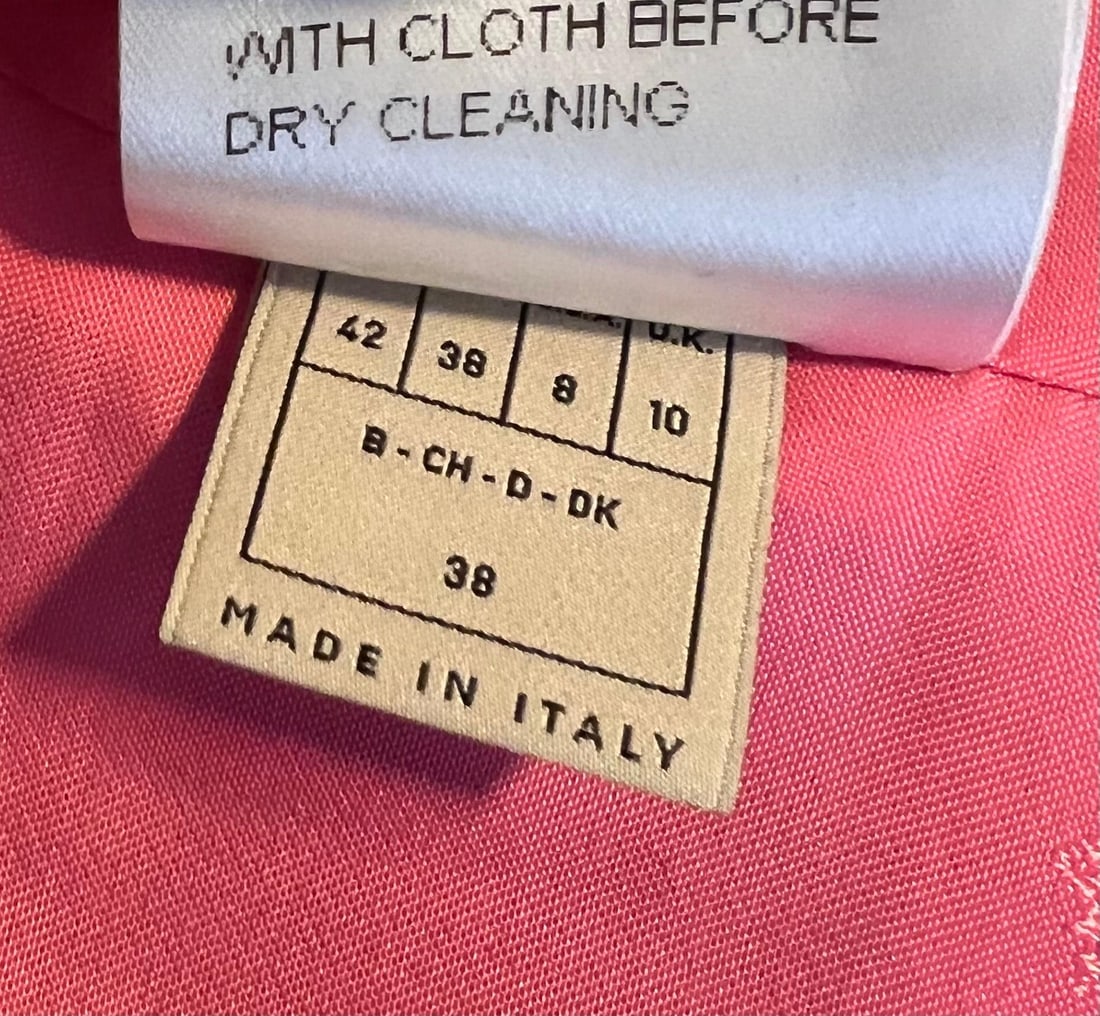 WITH CLOTH BEFORE
DRY CLEANING
U.K.
42 38 8 10
B - CH - D - DK
38
MADE IN ITALY